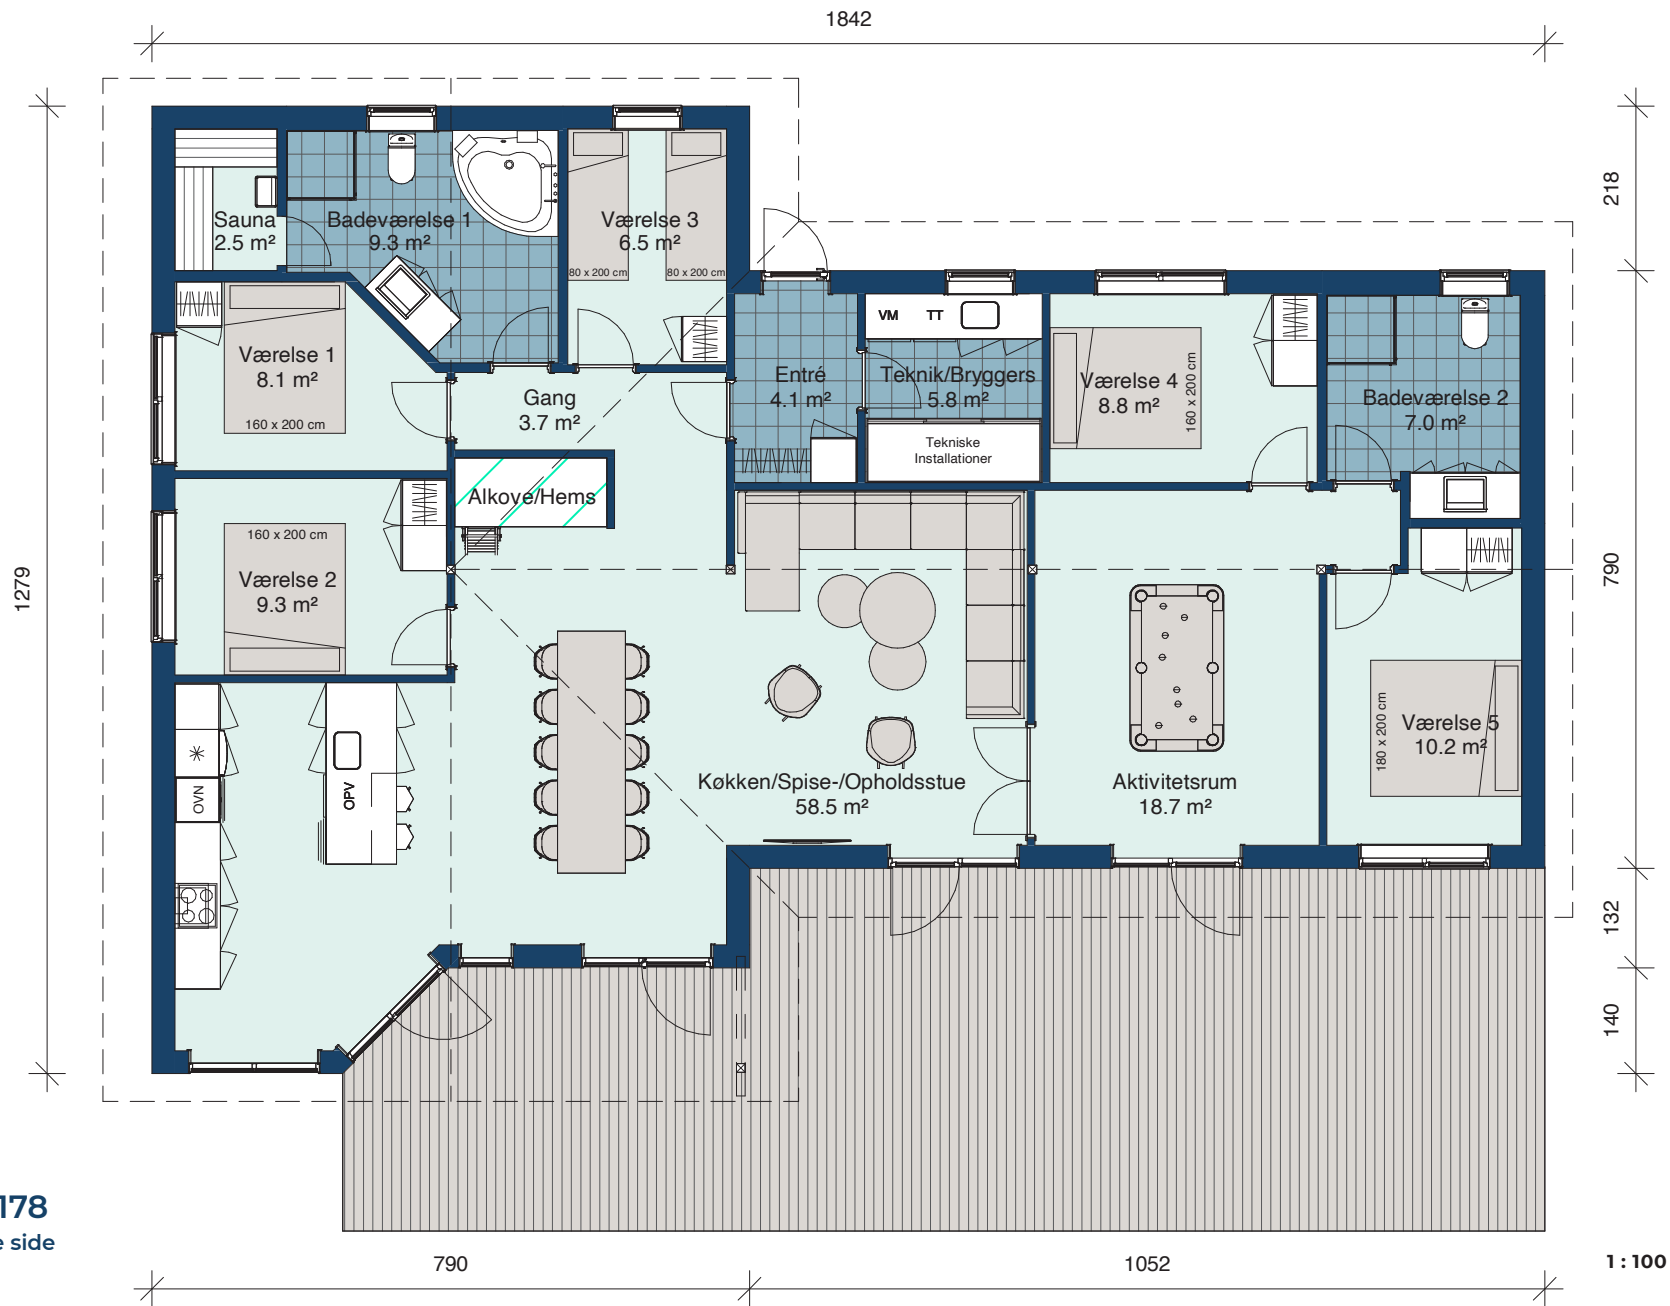 1842
218
790
132
140
1279
Sauna
2.5 m²
Badeværelse 1
9.3 m²
Værelse 3
6.5 m²
80 x 200 cm
80 x 200 cm
Værelse 1
8.1 m²
160 x 200 cm
Gang
3.7 m²
Entré
4.1 m²
VM
TT
Teknik/Bryggers
5.8 m²
Tekniske
Installationer
Værelse 4
8.8 m²
160 x 200 cm
Badeværelse 2
7.0 m²
Alkove/Hems
160 x 200 cm
Værelse 2
9.3 m²
OVN
OPV
Køkken/Spise-/Opholdsstue
58.5 m²
Aktivitetsrum
18.7 m²
Værelse 5
10.2 m²
180 x 200 cm
178
e side
790
1052
1 : 100